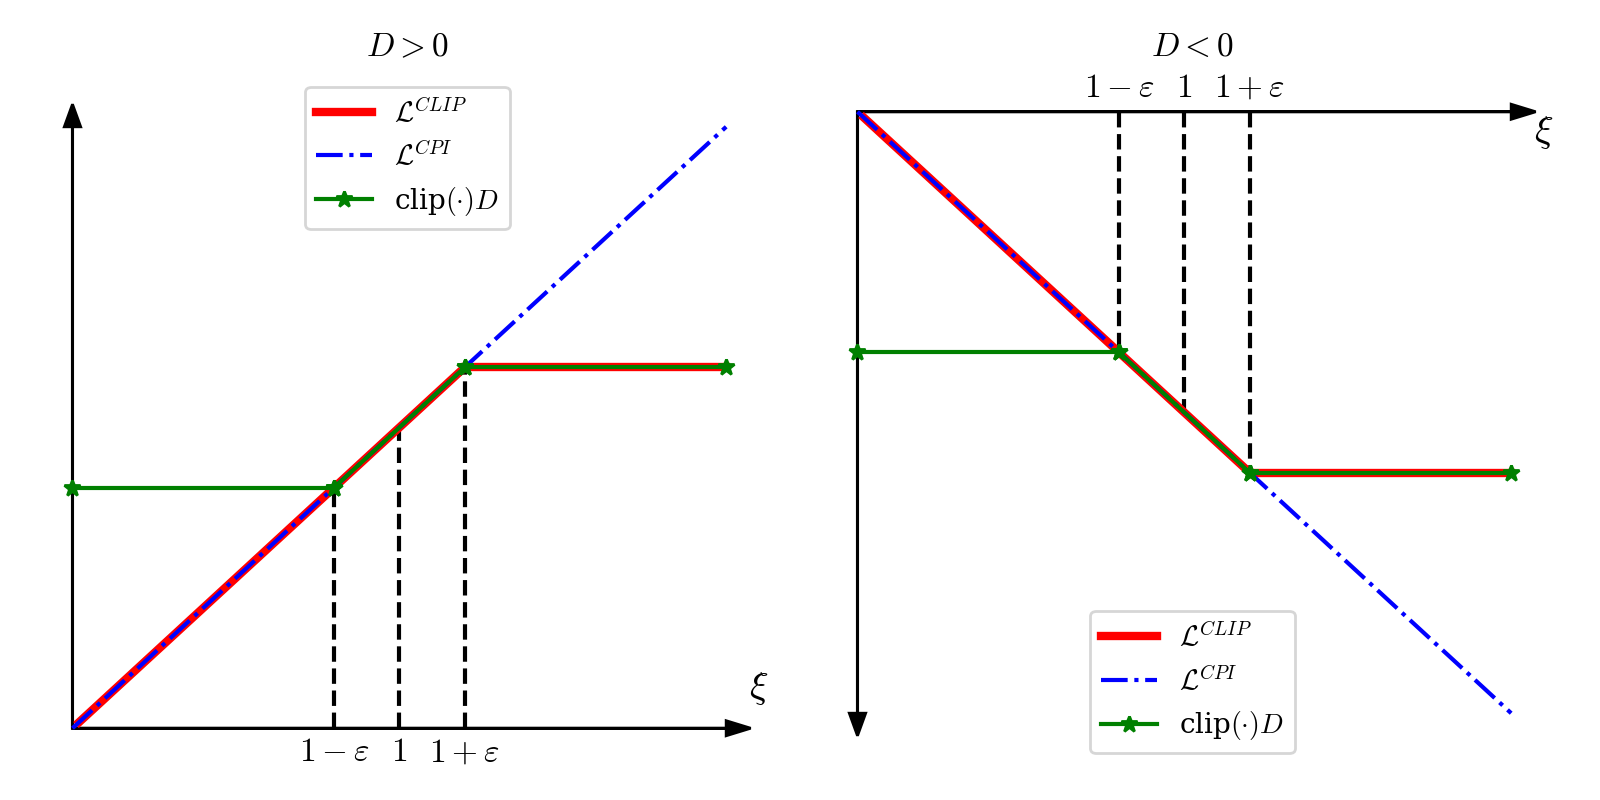 D > 0
ℒ^CLIP
ℒ^CPI
clip(·)D
ξ
1 − ε 1 1 + ε
D < 0
1 − ε 1 1 + ε
ξ
ℒ^CLIP
ℒ^CPI
clip(·)D